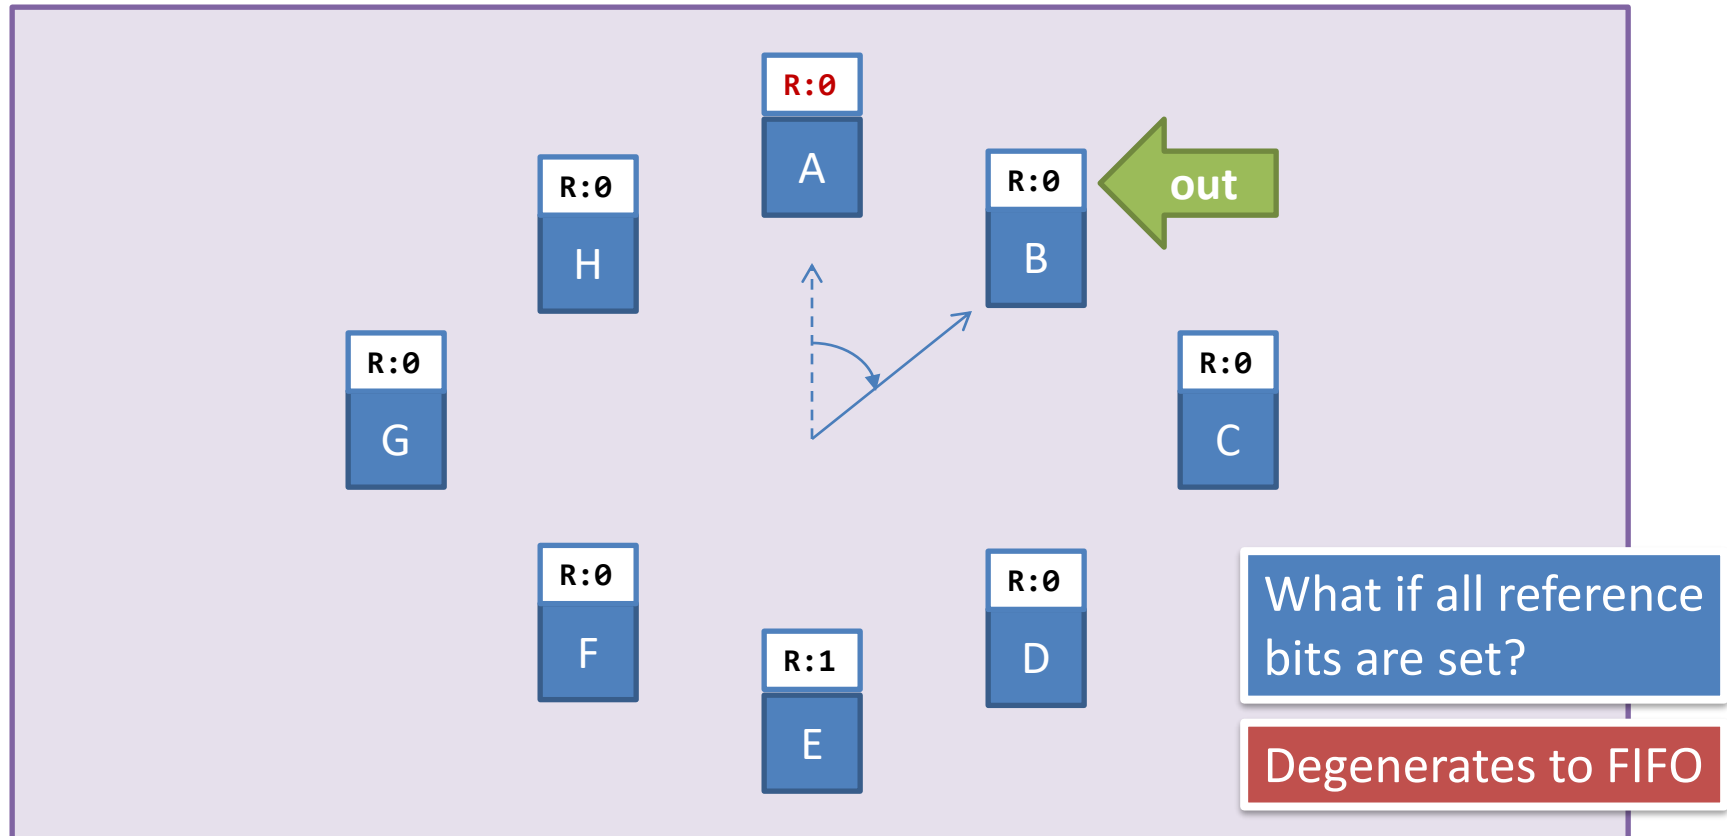 R:0
A
R:0
H
R:0
B
out
R:0
G
R:0
C
R:0
F
R:1
E
R:0
D
What if all reference
bits are set?
Degenerates to FIFO